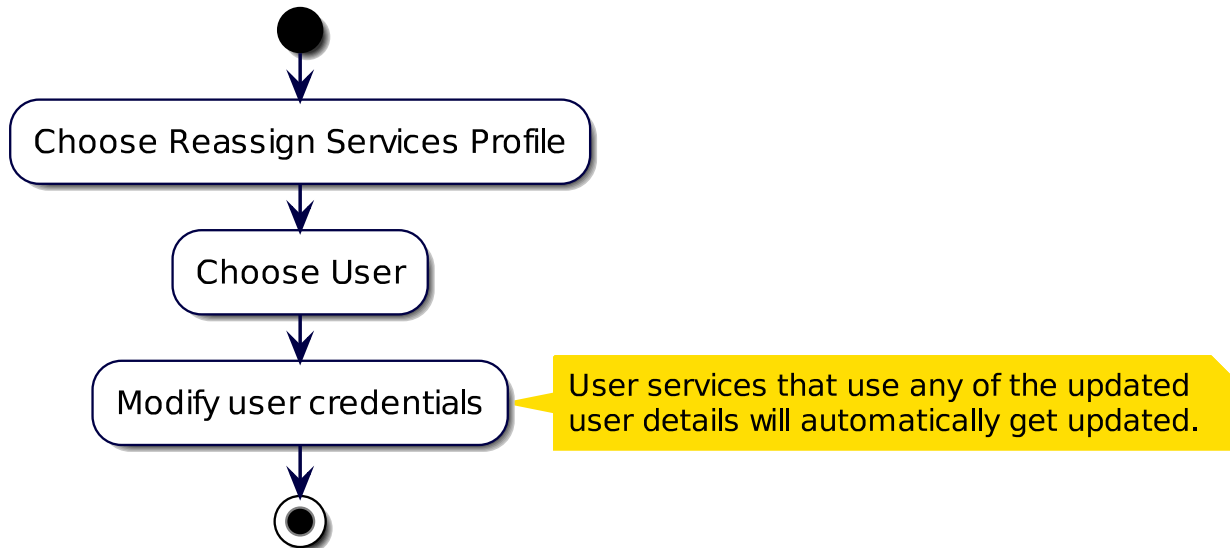 Choose Reassign Services Profile
Choose User
Modify user credentials
User services that use any of the updated
user details will automatically get updated.